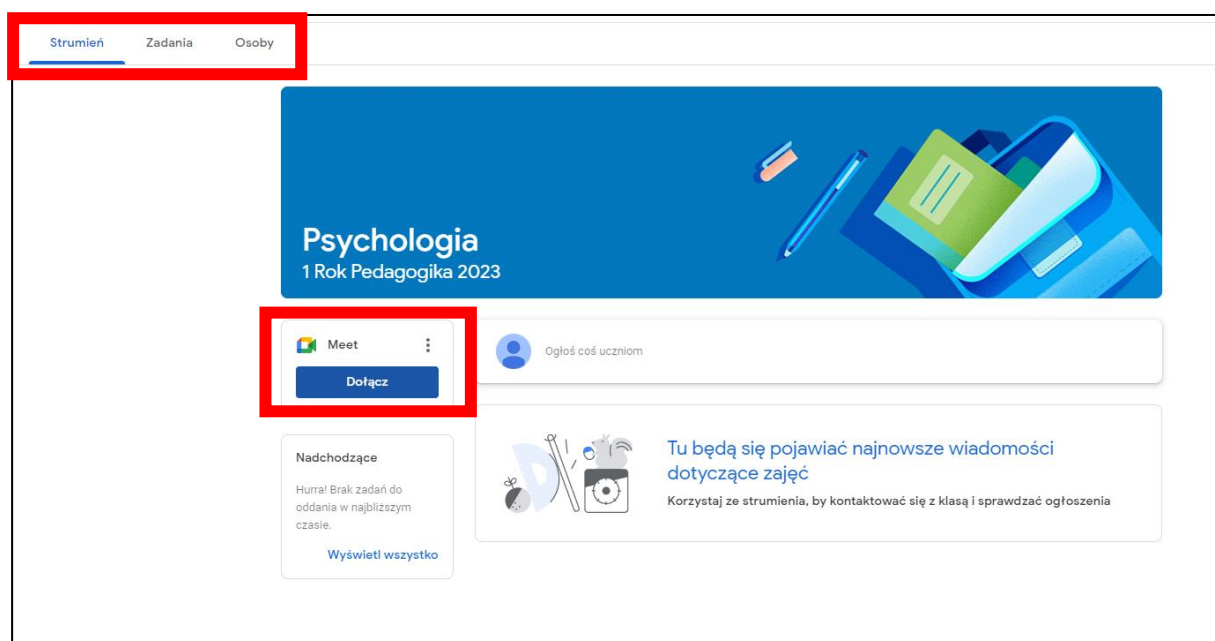 Strumień Zadania Osoby
Psychologia
1 Rok Pedagogika 2023
Meet
Dołącz
Ogłoś coś uczniom
Nadchodzące
Hurra! Brak zadań do
oddania w najbliższym
czasie.
Wyświetl wszystko
Tu będą się pojawiać najnowsze wiadomości
dotyczące zajęć
Korzystaj ze strumienia, by kontaktować się z klasą i sprawdzać ogłoszenia